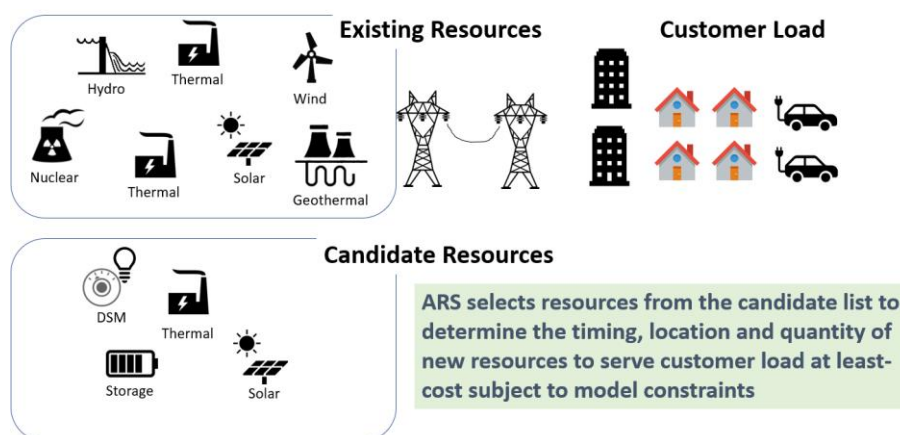 Existing Resources
Customer Load
Hydro
Thermal
Wind
Nuclear
Thermal
Solar
Geothermal
Candidate Resources
DSM
Thermal
Storage
Solar
ARS selects resources from the candidate list to
determine the timing, location and quantity of
new resources to serve customer load at least-
cost subject to model constraints